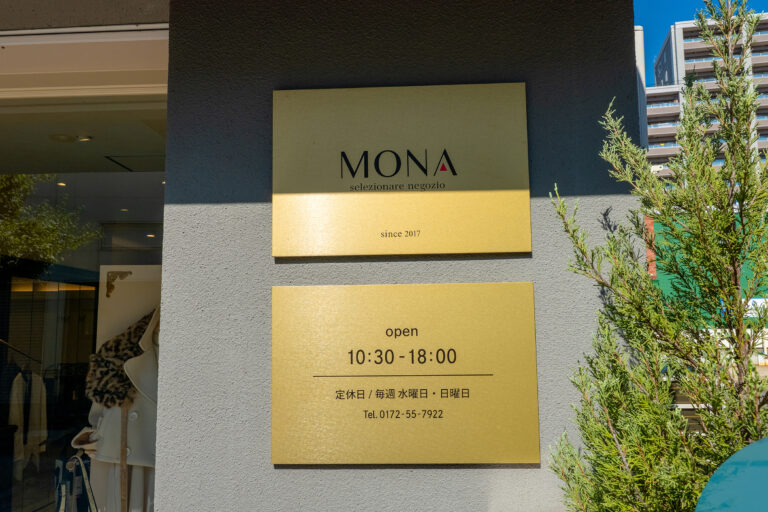 MONA
selezionare negozio
since 2017
open
10:30 - 18:00
定休日 / 毎週 水曜日・日曜日
Tel. 0172-55-7922